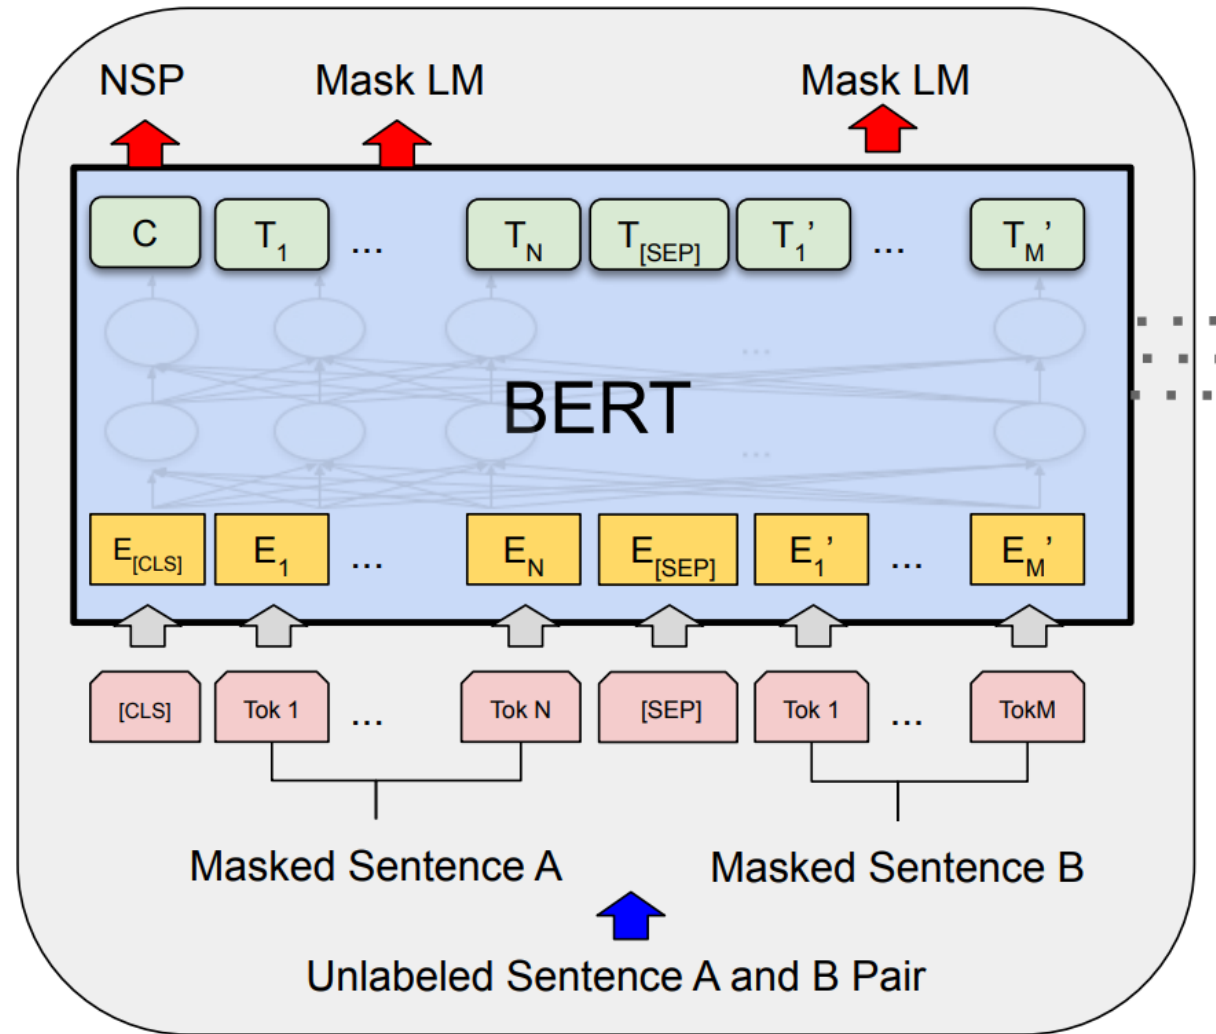 NSP Mask LM Mask LM
C T1 ... TN T[SEP] T1’ ... TM’
...
BERT
...
E[CLS] E1 ... EN E[SEP] E1’ ... EM’
[CLS] Tok 1 ... Tok N [SEP] Tok 1 ... TokM
Masked Sentence A Masked Sentence B
Unlabeled Sentence A and B Pair